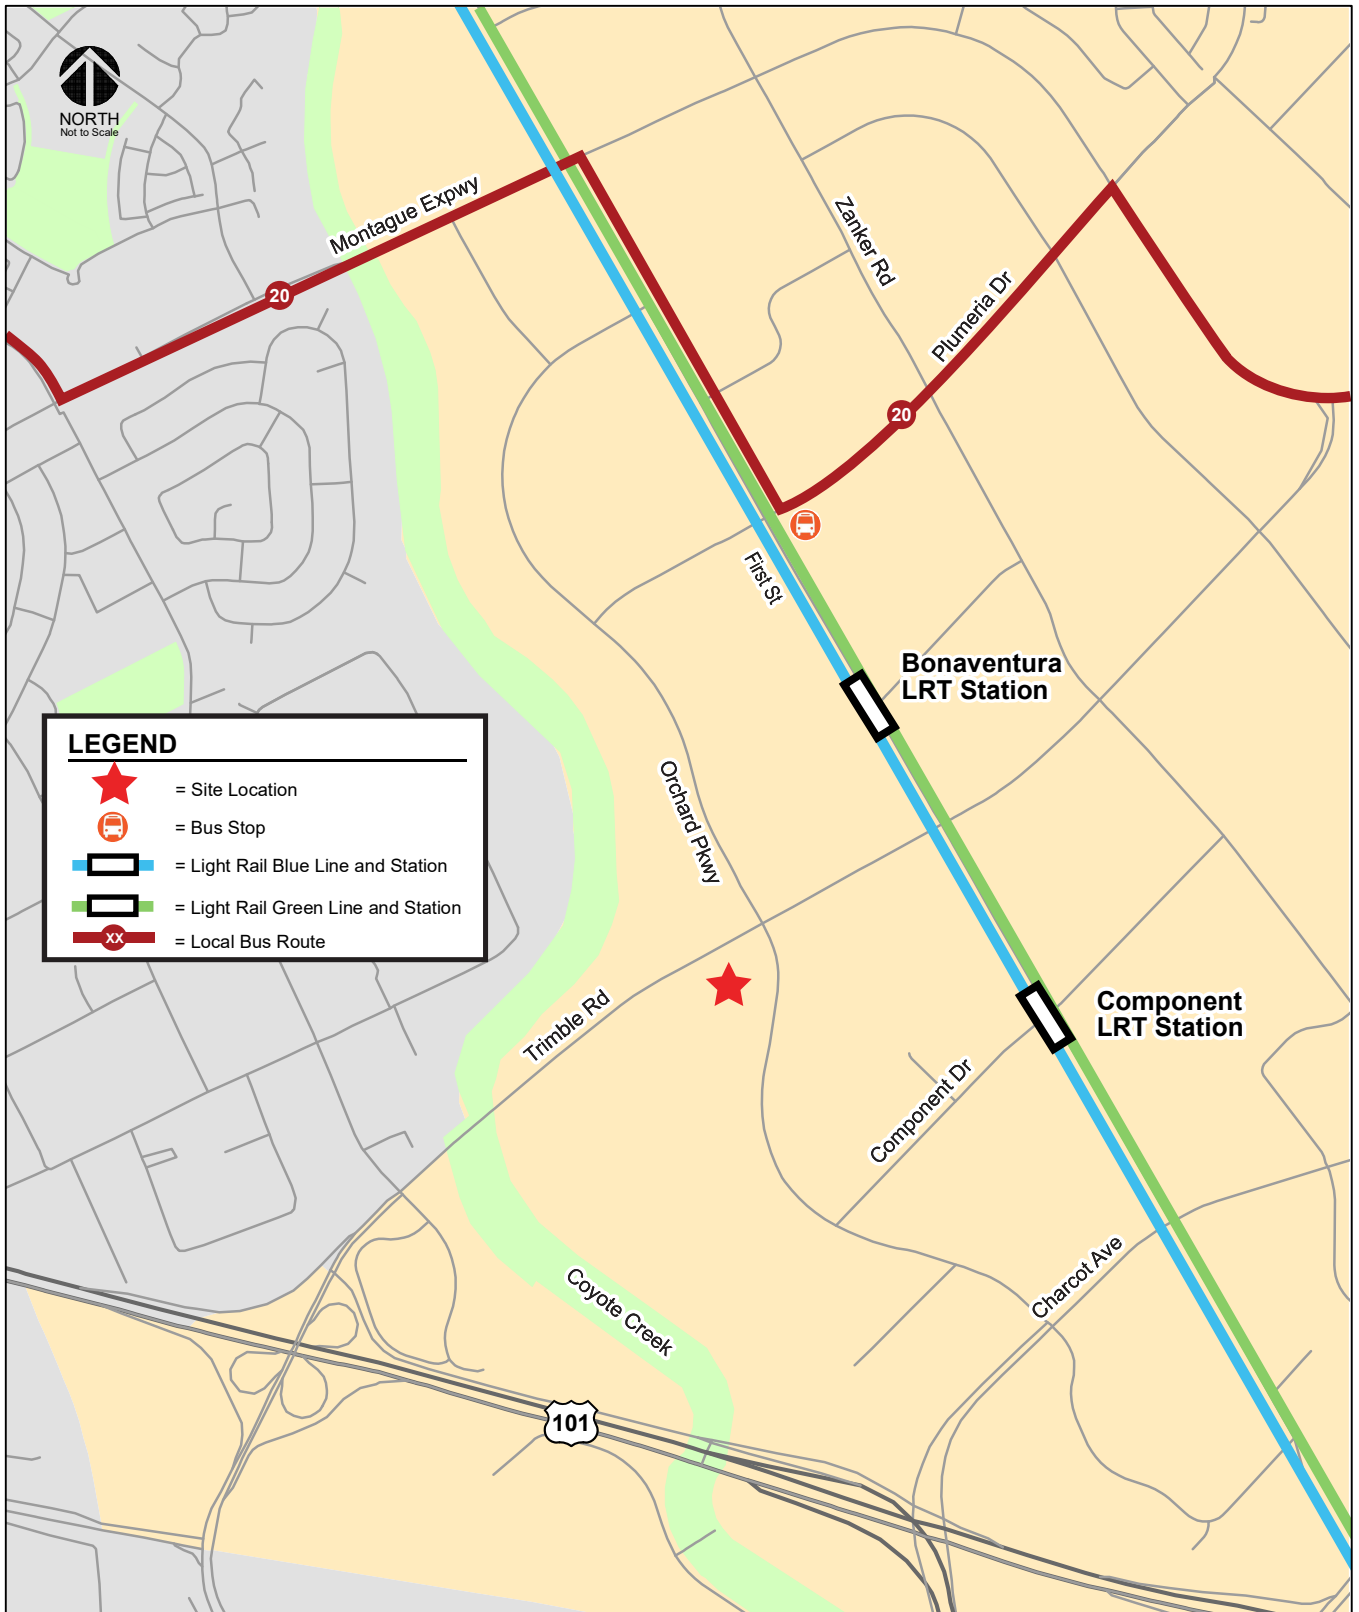 NORTH
Not to Scale
Montague Expwy
Zanker Rd
20
Plumeria Dr
20
First St
Bonaventura
LRT Station
LEGEND
= Site Location
= Bus Stop
= Light Rail Blue Line and Station
= Light Rail Green Line and Station
XX
= Local Bus Route
Orchard Pkwy
Trimble Rd
Component
LRT Station
Component Dr
Charcot Ave
Coyote Creek
101